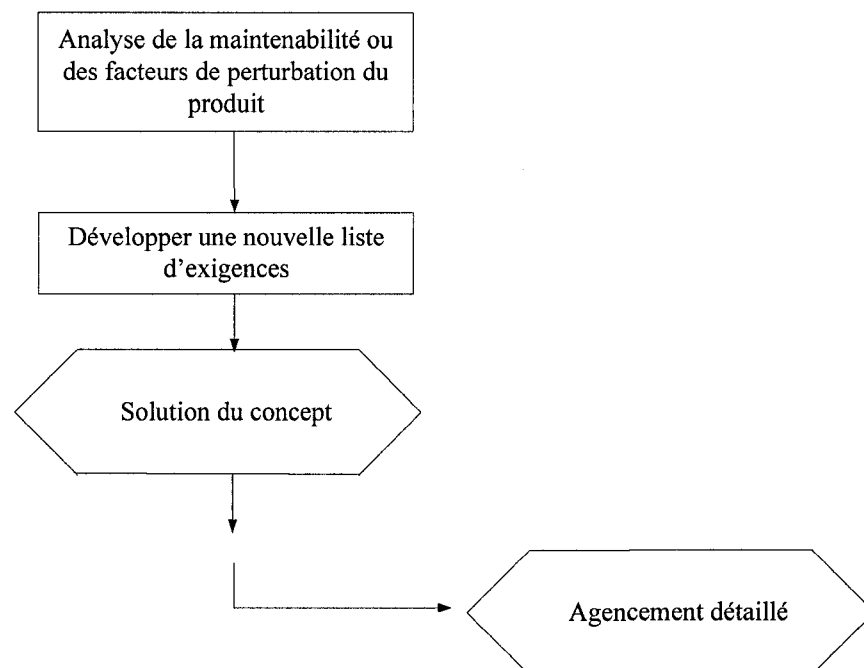 Analyse de la maintenabilité ou
des facteurs de perturbation du
produit
Développer une nouvelle liste
d'exigences
Solution du concept
Agencement détaillé